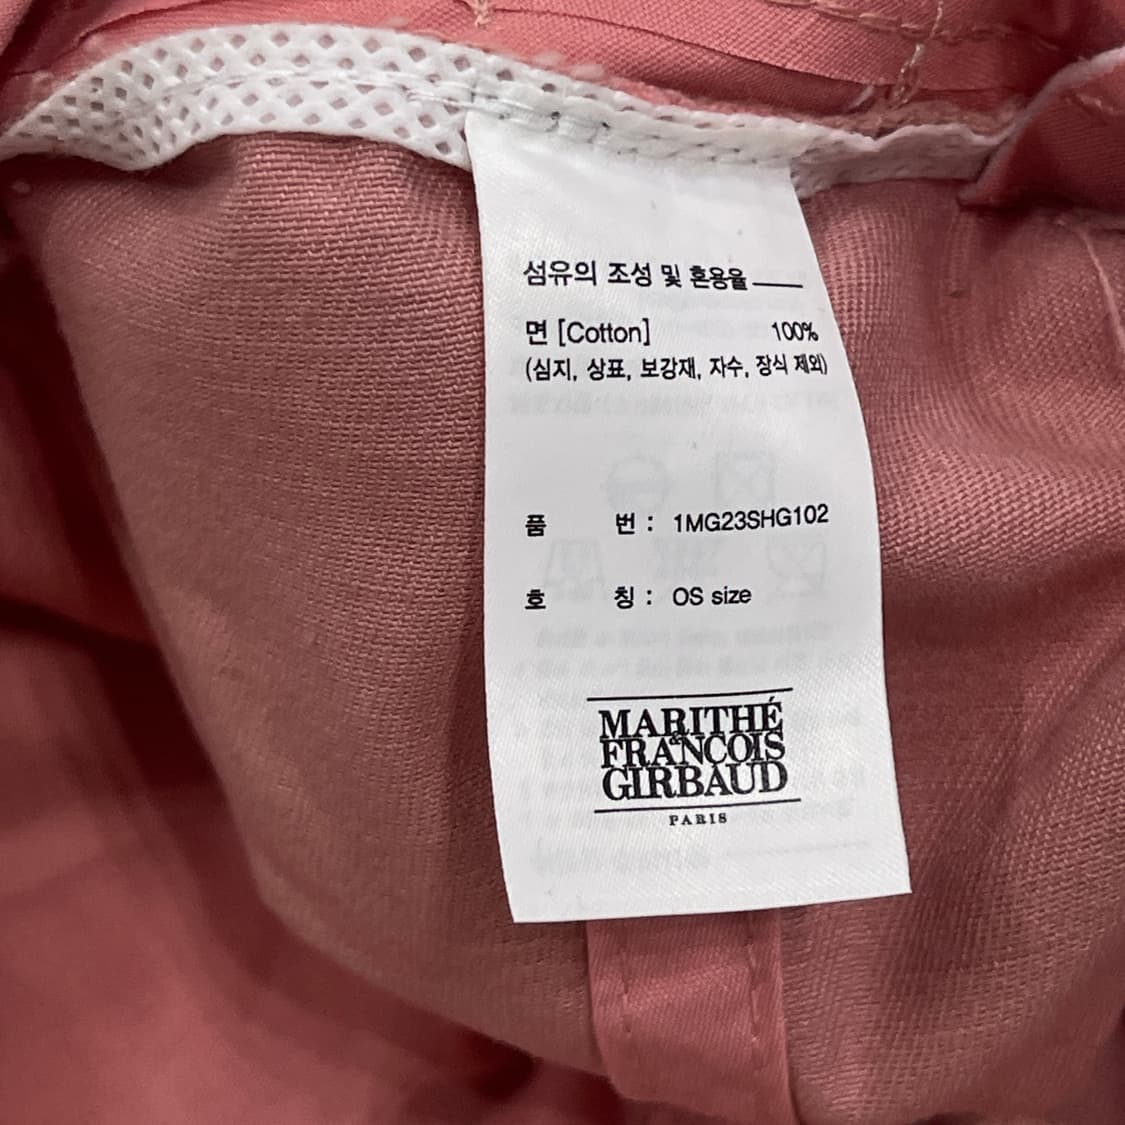 섬유의 조성 및 혼용율
면 [Cotton] 100%
(심지, 상표, 보강재, 자수, 장식 제외)
품 번 : 1MG23SHG102
호 칭 : OS size
MARITHÉ
&
FRANCOIS
GIRBAUD
PARIS